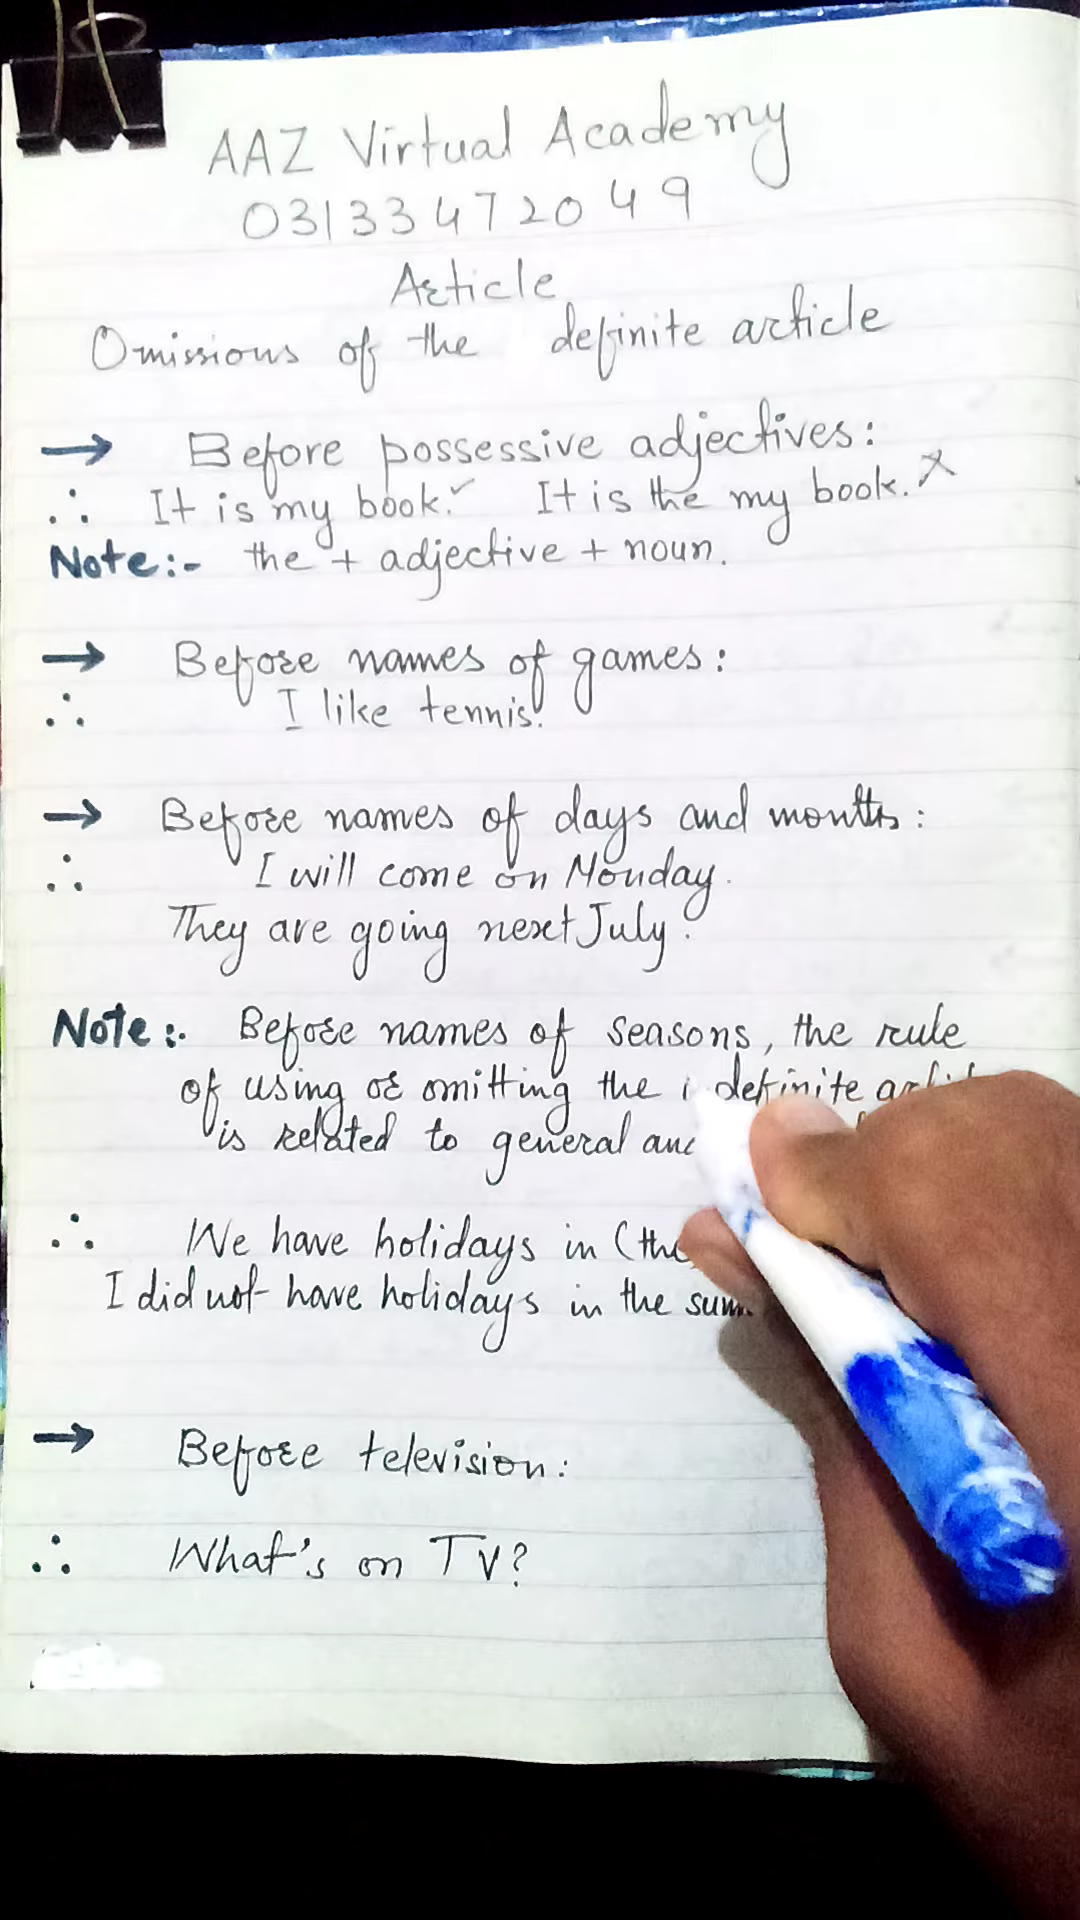 AAZ Virtual Academy
03133472049
Article
Omissions of the definite article
→ Before possessive adjectives:
∴ It is my book.✓ It is the my book.✗
Note:- the + adjective + noun.
→ Before names of games:
∴ I like tennis.
→ Before names of days and months:
∴ I will come on Monday.
They are going next July.
Note:- Before names of seasons, the rule
of using or omitting the definite
is related to general
∴ We have holidays in (the
I did not have holidays in the
→ Before television:
∴ What's on TV?